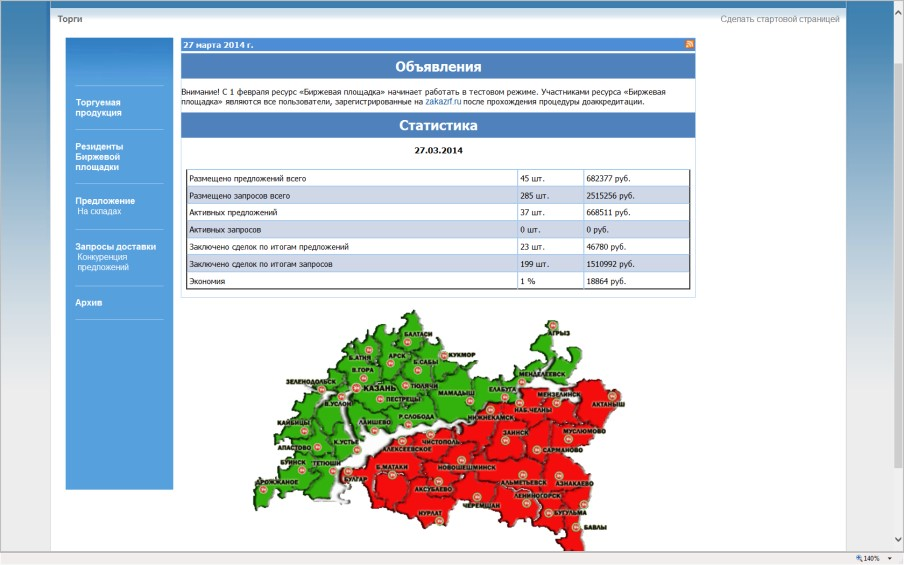 Торги
Сделать стартовой страницей
27 марта 2014 г.
Объявления
Внимание! С 1 февраля ресурс «Биржевая площадка» начинает работать в тестовом режиме. Участниками ресурса «Биржевая
площадка» являются все пользователи, зарегистрированные на zakazrf.ru после прохождения процедуры доаккредитации.
Статистика
27.03.2014
Размещено предложений всего 45 шт. 682377 руб.
Размещено запросов всего 285 шт. 2515256 руб.
Активных предложений 37 шт. 668511 руб.
Активных запросов 0 шт. 0 руб.
Заключено сделок по итогам предложений 23 шт. 46780 руб.
Заключено сделок по итогам запросов 199 шт. 1510992 руб.
Экономия 1 % 18864 руб.
Торгуемая
продукция
Резиденты
Биржевой
площадки
Предложение
На складах
Запросы доставки
Конкуренция
предложений
Архив
АГРЫЗ
БАЛТАСИ
КУКМОР
Б.АТНЯ
АРСК
Б.САБЫ
В.ГОРА
МЕНДЕЛЕЕВСК
ЗЕЛЕНОДОЛЬСК
КАЗАНЬ
ТЮЛЯЧИ
ЕЛАБУГА
МАМАДЫШ
МЕНЗЕЛИНСК
ПЕСТРЕЦЫ
АКТАНЫШ
В.УСЛОН
НАБ.ЧЕЛНЫ
НИЖНЕКАМСК
Р.СЛОБОДА
КАЙБИЦЫ
ЛАИШЕВО
ЗАИНСК
МУСЛЮМОВО
К.УСТЬЕ
ЧИСТОПОЛЬ
АПАСТОВО
АЛЕКСЕЕВСКОЕ
САРМАНОВО
БУИНСК
ТЕТЮШИ
Б.МАТАКИ
НОВОШЕШМИНСК
БУЛГАР
ДРОЖЖАНОЕ
АЛЬМЕТЬЕВСК
АЗНАКАЕВО
АКСУБАЕВО
ЛЕНИНОГОРСК
ЧЕРЕМШАН
НУРЛАТ
БУГУЛЬМА
БАВЛЫ
140%